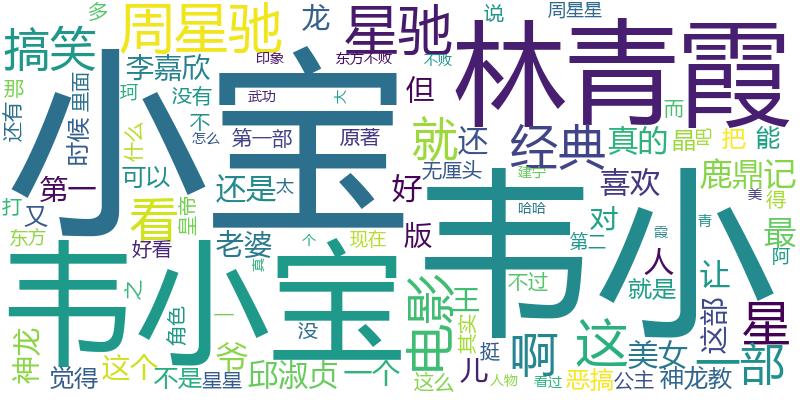 多
周星驰
龙
星驰
说
周星星
搞笑
李嘉欣
印象
东方不败
不败
林青霞
还有
那
时候
里面
珂
没有
武功
大
但
小宝
而
什么
不
怎么
第一部
原著
就
还
经典
真的
晶
吧
把
能
第一
可以
还是
太
好
无厘头
建宁
喜欢
鹿鼎记
打
又
看
皇帝
版
韦小
哈哈
对
美
得
东方
好看
老婆
个
现在
第二
霞
青
最
阿
韦小宝
之
真
不过
人
让
就是
神龙
角色
一
没
电影
王
其实
这部
星
觉得
这个
爷
挺
啊
这
美女
一部
不是
星星
邱淑贞
一个
这么
儿
人物
看过
恶搞
公主
神龙教